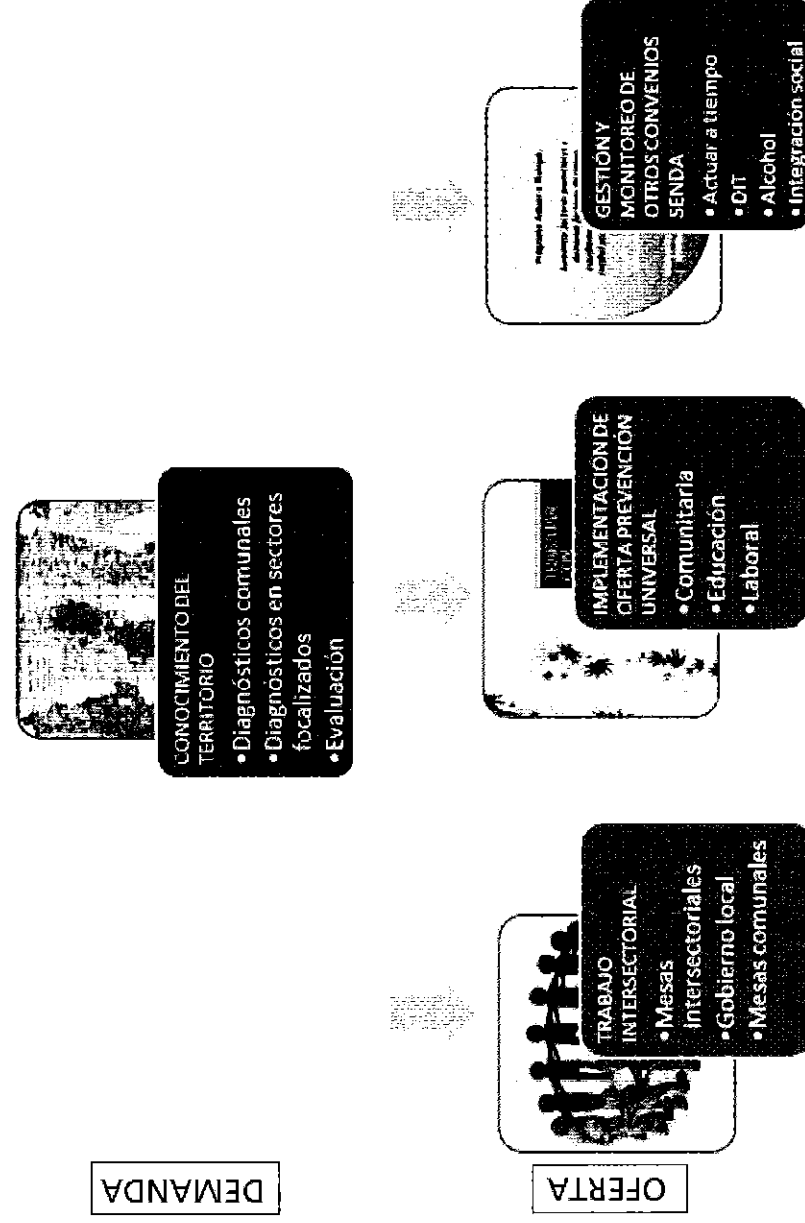 DEMANDA
CONOCIMIENTO DEL
TERRITORIO
•Diagnósticos comunales
•Diagnósticos en sectores
focalizados
•Evaluación
OFERTA
TRABAJO
INTERSECTORIAL
•Mesas
intersectoriales
•Gobierno local
•Mesas comunales
IMPLEMENTACIÓN DE
OFERTA PREVENCIÓN
UNIVERSAL
•Comunitaria
•Educación
•Laboral
GESTION Y
MONITOREO DE
OTROS CONVENIOS
SENDA
•Actuar a tiempo
•DIT
•Alcohol
•Integración social